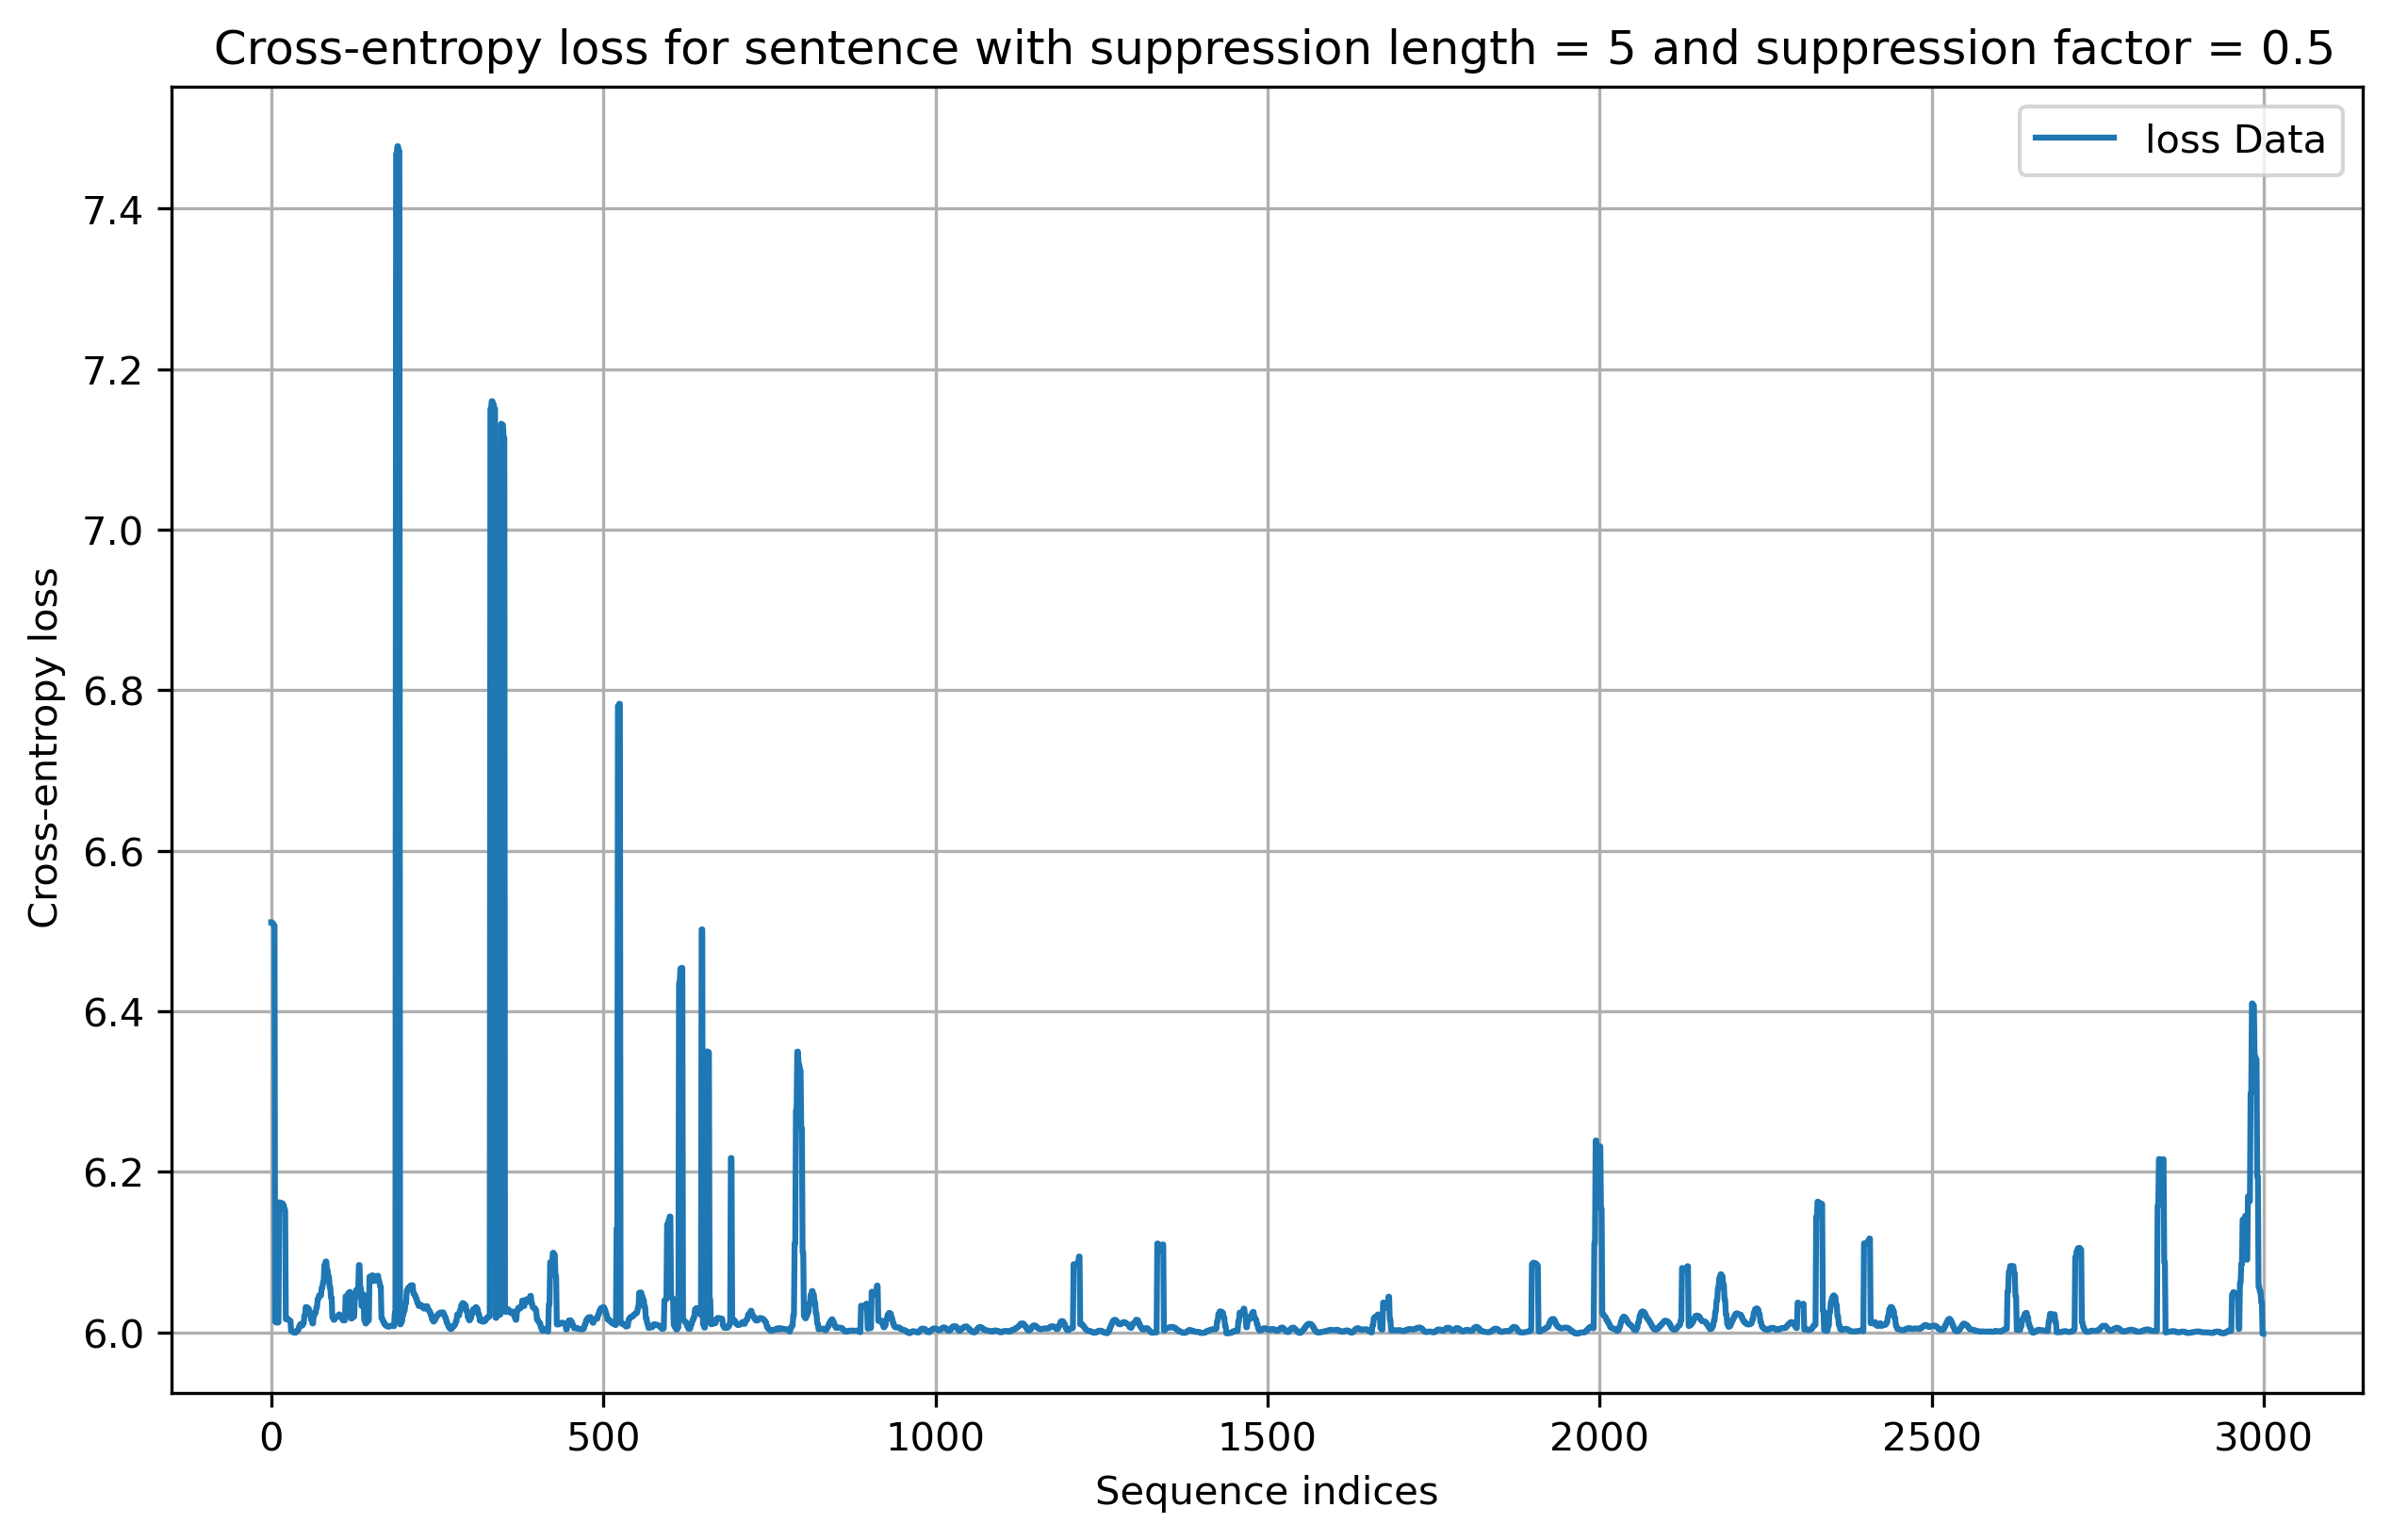 Cross-entropy loss for sentence with suppression length = 5 and suppression factor = 0.5
loss Data
7.4
7.2
7.0
6.8
6.6
6.4
6.2
6.0
Cross-entropy loss
0 500 1000 1500 2000 2500 3000
Sequence indices